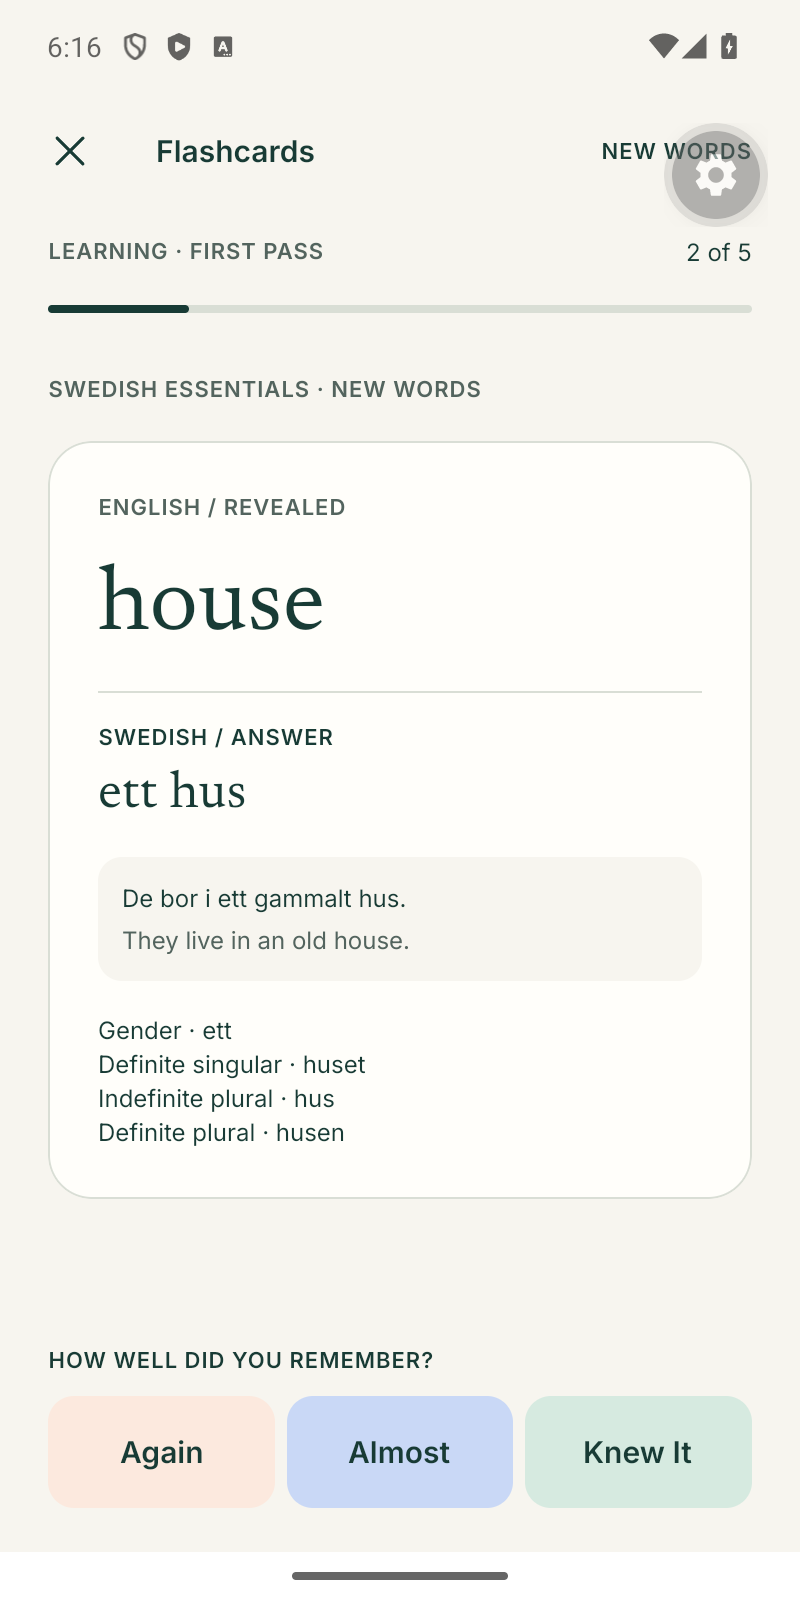 6:16
Flashcards
NEW WORDS
LEARNING · FIRST PASS
2 of 5
SWEDISH ESSENTIALS · NEW WORDS
ENGLISH / REVEALED
house
SWEDISH / ANSWER
ett hus
De bor i ett gammalt hus.
They live in an old house.
Gender · ett
Definite singular · huset
Indefinite plural · hus
Definite plural · husen
HOW WELL DID YOU REMEMBER?
Again
Almost
Knew It